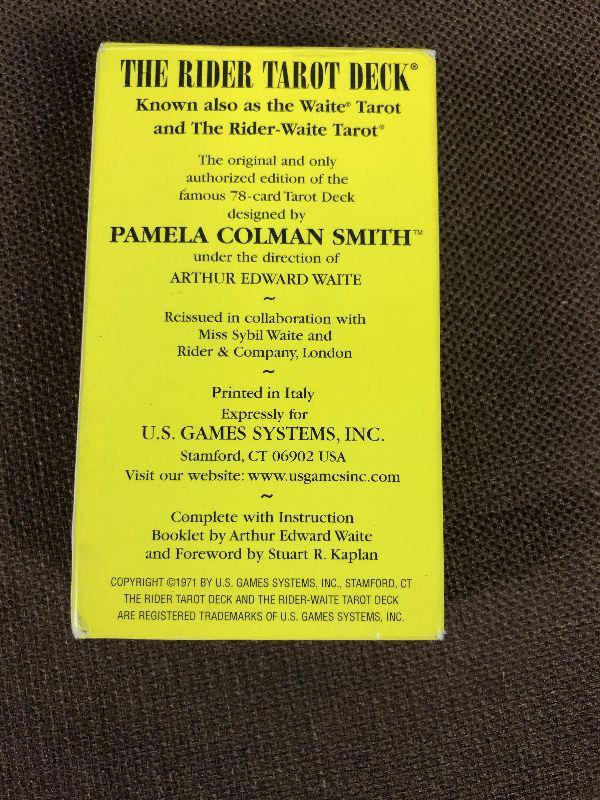 THE RIDER TAROT DECK®
Known also as the Waite® Tarot
and The Rider-Waite Tarot®
The original and only
authorized edition of the
famous 78-card Tarot Deck
designed by
PAMELA COLMAN SMITH™
under the direction of
ARTHUR EDWARD WAITE
~
Reissued in collaboration with
Miss Sybil Waite and
Rider & Company, London
~
Printed in Italy
Expressly for
U.S. GAMES SYSTEMS, INC.
Stamford, CT 06902 USA
Visit our website: www.usgamesinc.com
~
Complete with Instruction
Booklet by Arthur Edward Waite
and Foreword by Stuart R. Kaplan
COPYRIGHT ©1971 BY U.S. GAMES SYSTEMS, INC., STAMFORD, CT
THE RIDER TAROT DECK AND THE RIDER-WAITE TAROT DECK
ARE REGISTERED TRADEMARKS OF U.S. GAMES SYSTEMS, INC.